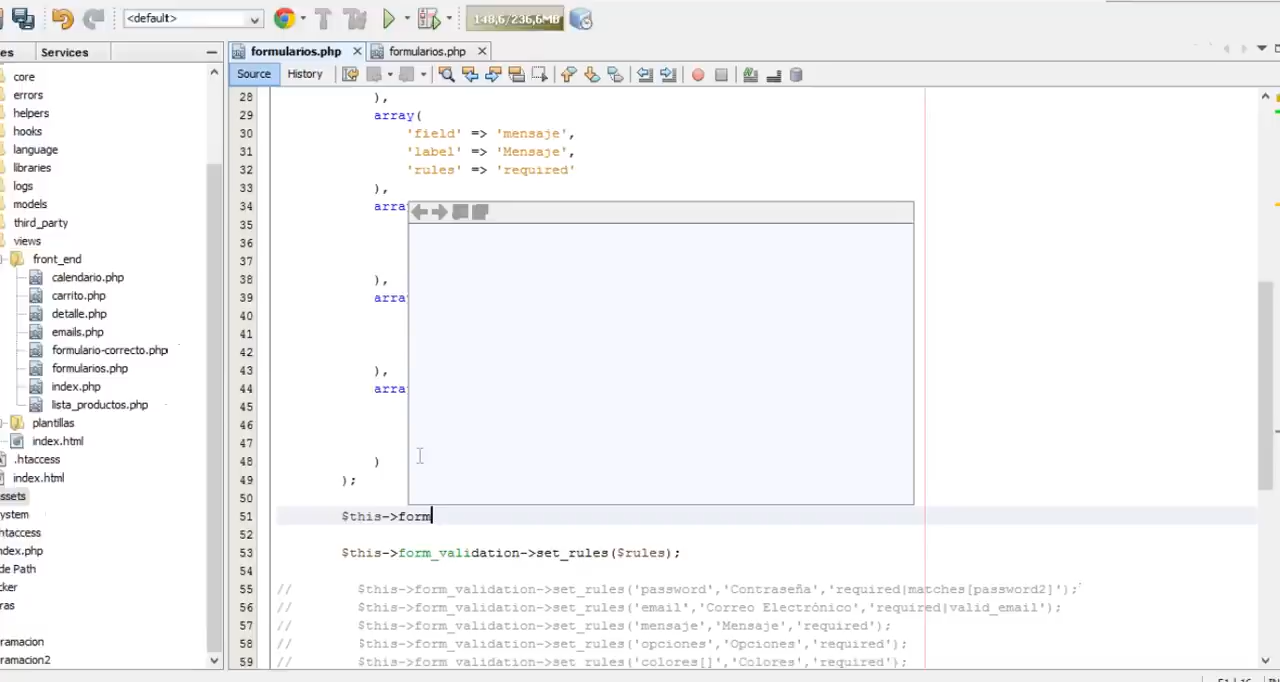 <default>
148,6/236,6MB
es Services
formularios.php formularios.php
Source History
core
errors
helpers
hooks
language
libraries
logs
models
third_party
views
front_end
calendario.php
carrito.php
detalle.php
emails.php
formulario-correcto.php
formularios.php
index.php
lista_productos.php
plantillas
index.html
.htaccess
index.html
ssets
ystem
htaccess
ndex.php
de Path
cker
ras
ramacion
ramacion2
28 ),
29 array(
30 'field' => 'mensaje',
31 'label' => 'Mensaje',
32 'rules' => 'required'
33 ),
34 arra
35
36
37
38 ),
39 arra
40
41
42
43 ),
44 arra
45
46
47
48 )
49 );
50
51 $this->form
52
53 $this->form_validation->set_rules($rules);
54
55 // $this->form_validation->set_rules('password','Contraseña','required|matches[password2]');
56 // $this->form_validation->set_rules('email','Correo Electrónico','required|valid_email');
57 // $this->form_validation->set_rules('mensaje','Mensaje','required');
58 // $this->form_validation->set_rules('opciones','Opciones','required');
59 // $this->form_validation->set_rules('colores[]','Colores','required');